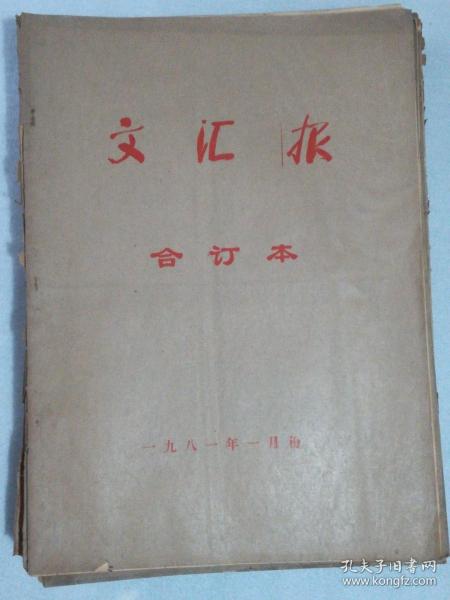 文汇报
合订本
一九八一年一月份
孔夫子旧书网
www.kongfz.com